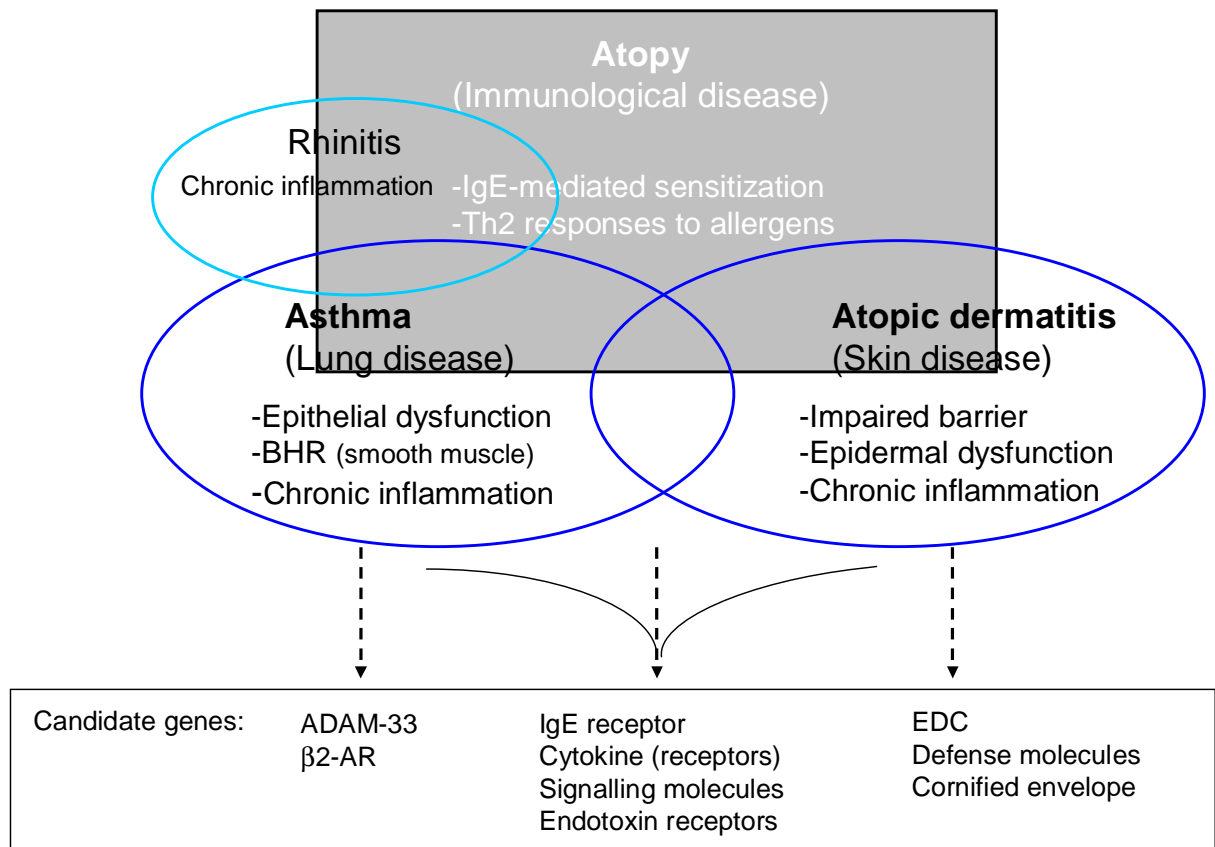 Atopy
(Immunological disease)
Rhinitis
Chronic inflammation
-IgE-mediated sensitization
-Th2 responses to allergens
Asthma
(Lung disease)
-Epithelial dysfunction
-BHR (smooth muscle)
-Chronic inflammation
Atopic dermatitis
(Skin disease)
-Impaired barrier
-Epidermal dysfunction
-Chronic inflammation
Candidate genes:
ADAM-33
β2-AR
IgE receptor
Cytokine (receptors)
Signalling molecules
Endotoxin receptors
EDC
Defense molecules
Cornified envelope